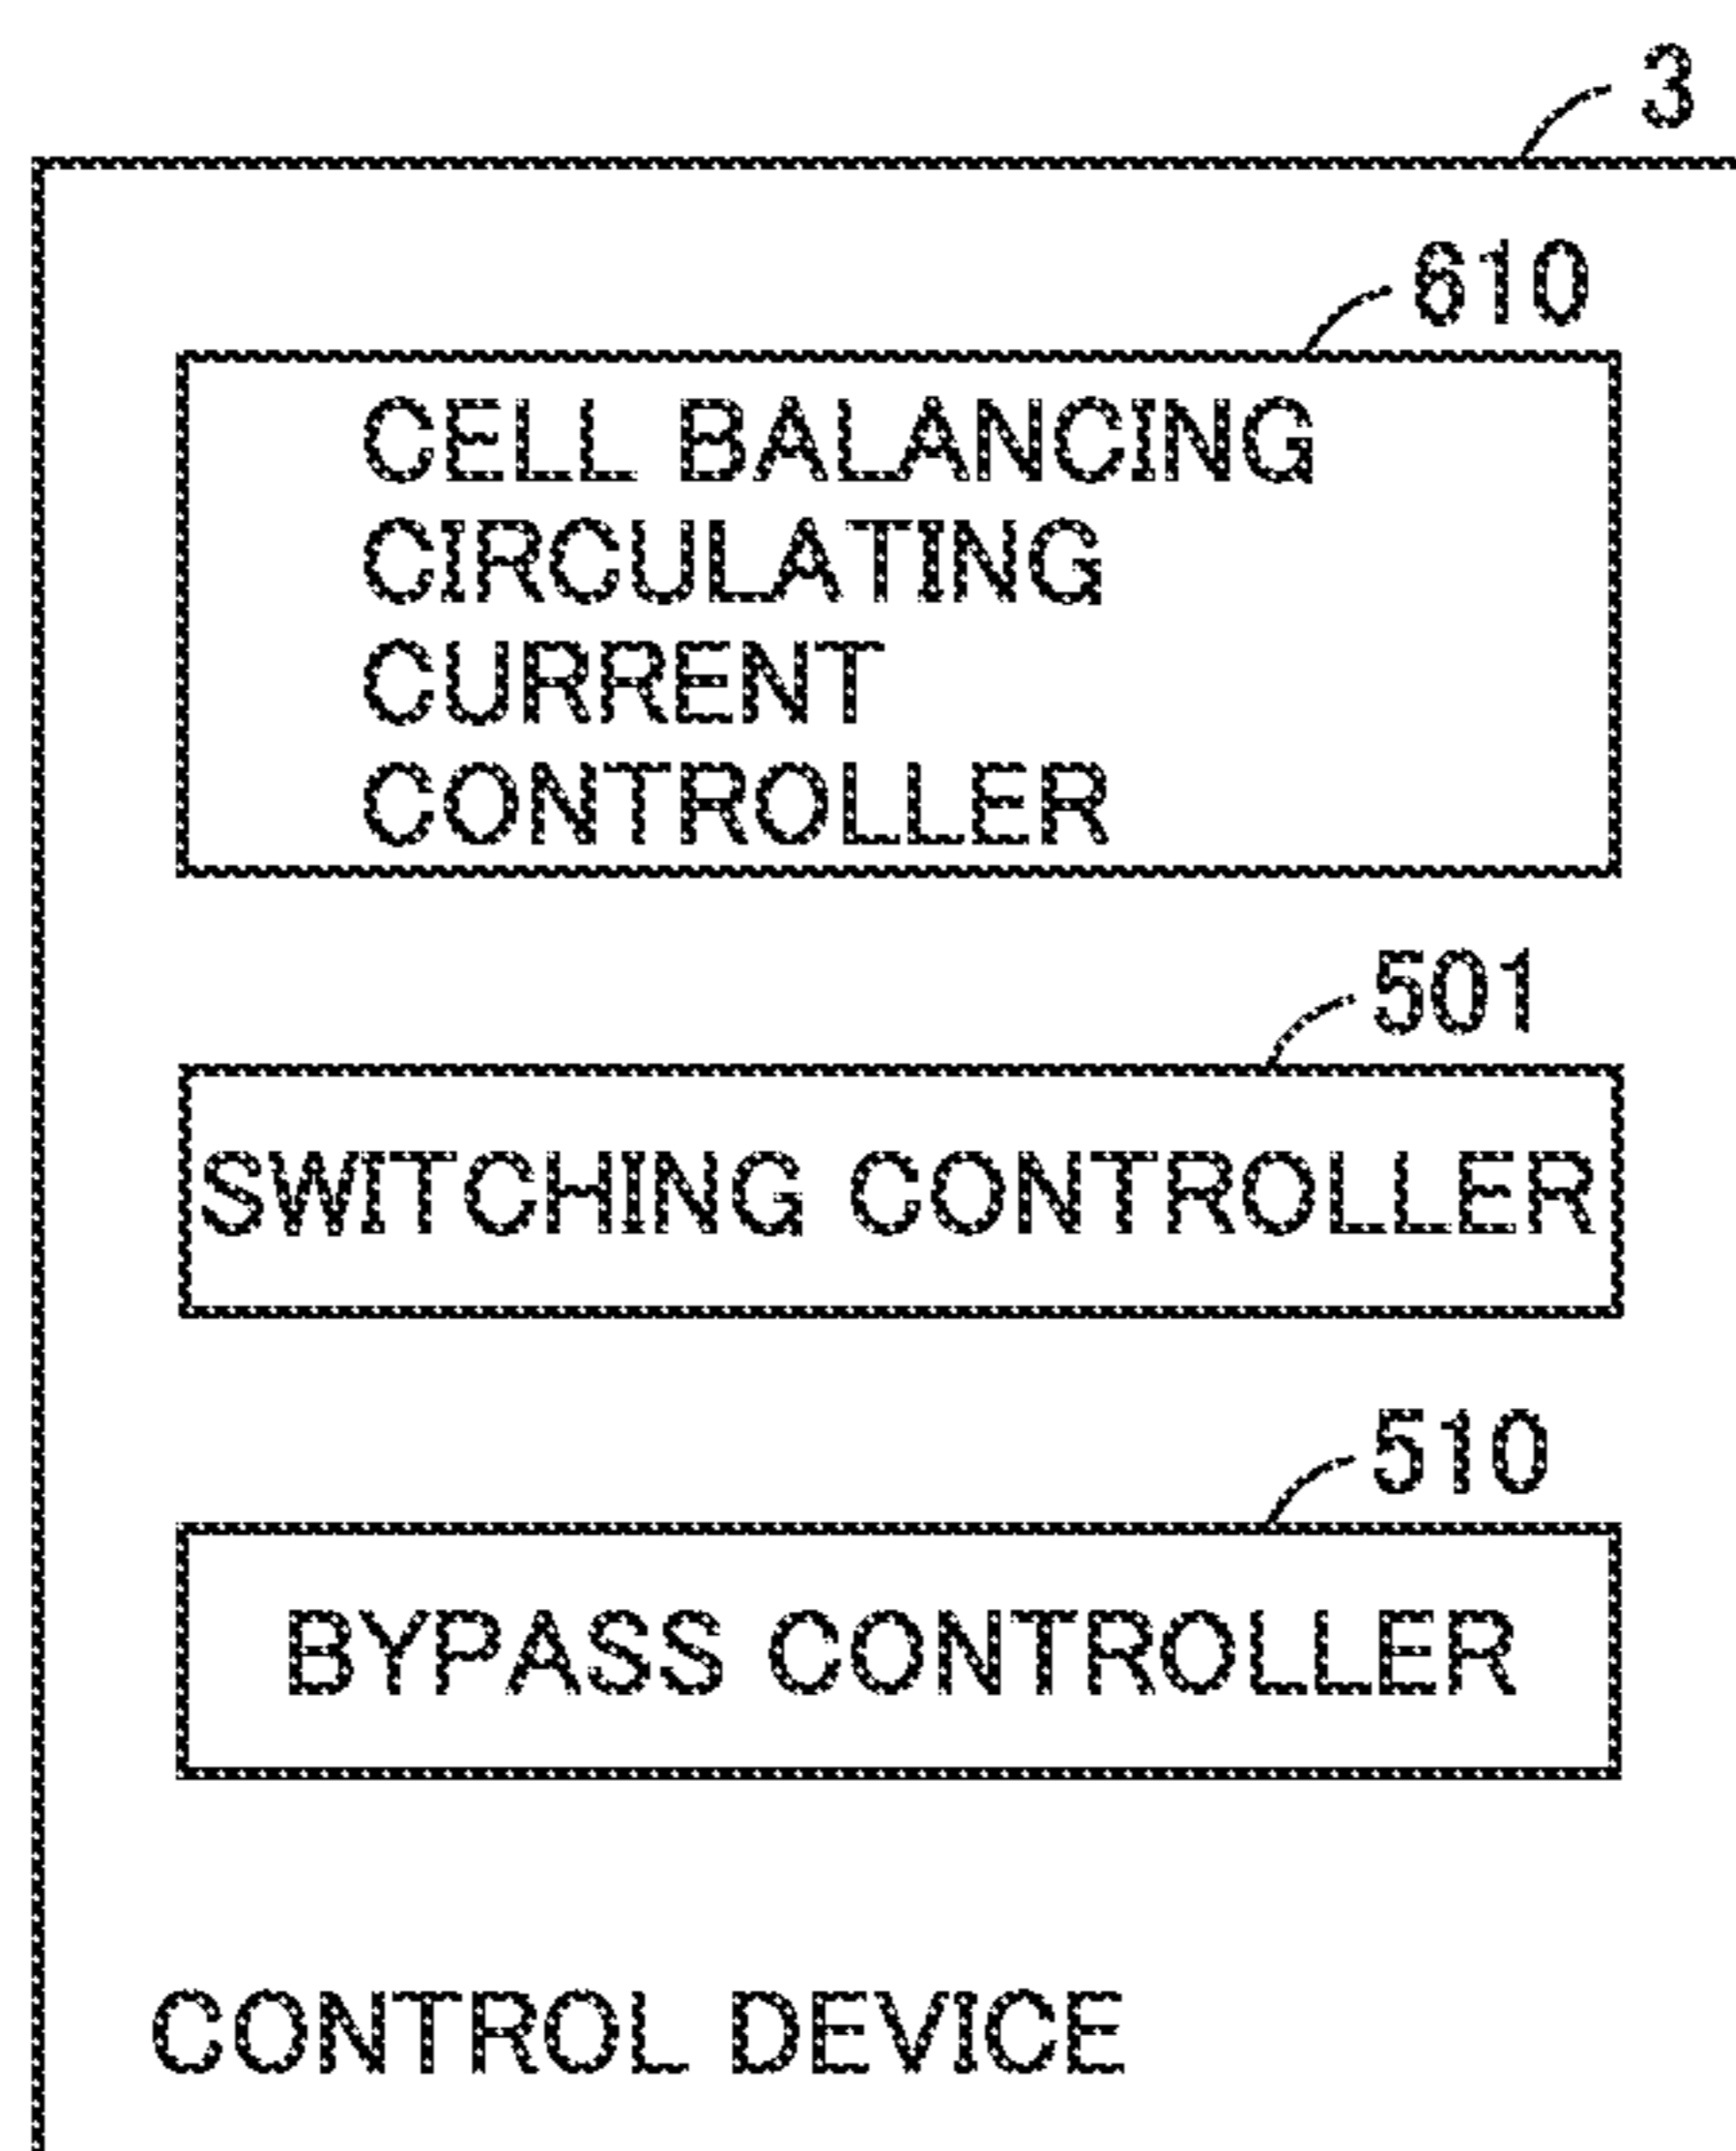 3
610
CELL BALANCING
CIRCULATING
CURRENT
CONTROLLER
501
SWITCHING CONTROLLER
510
BYPASS CONTROLLER
CONTROL DEVICE